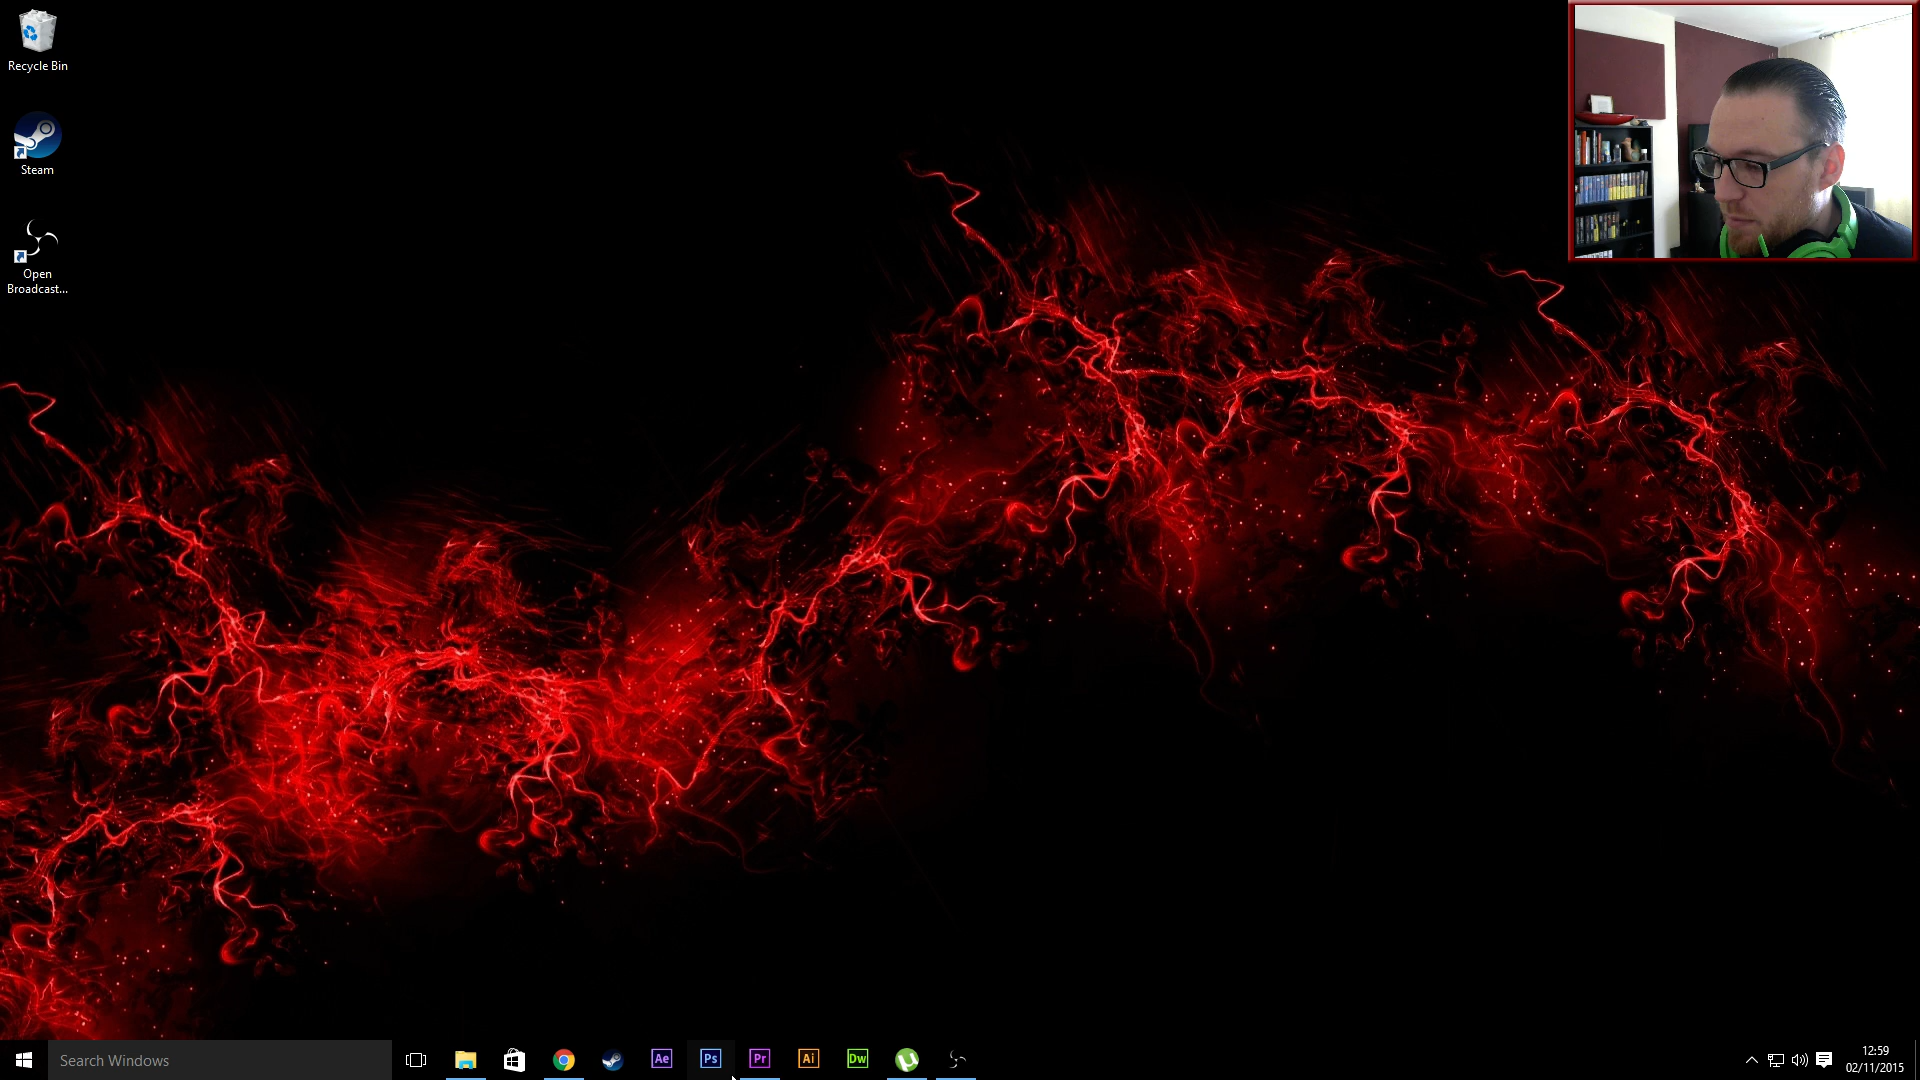 Recycle Bin
Steam
Open
Broadcast...
Search Windows
Ae
Ps
Pr
Ai
Dw
12:59
02/11/2015